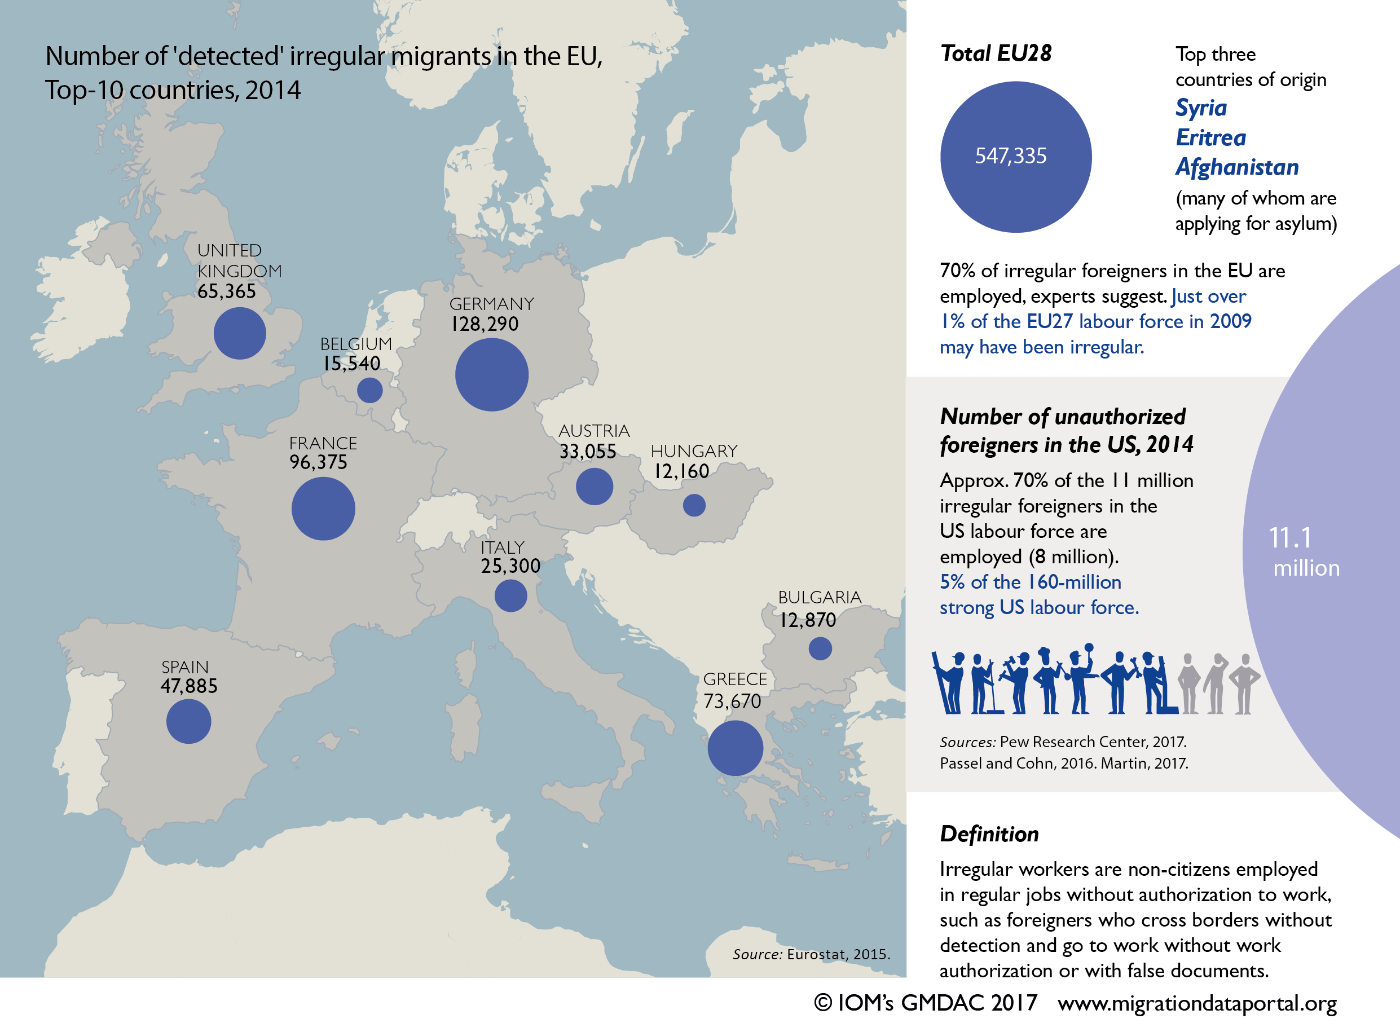 Number of 'detected' irregular migrants in the EU,
Top-10 countries, 2014
UNITED
KINGDOM
65,365
BELGIUM
15,540
GERMANY
128,290
FRANCE
96,375
AUSTRIA
33,055
HUNGARY
12,160
ITALY
25,300
BULGARIA
12,870
SPAIN
47,885
GREECE
73,670
Source: Eurostat, 2015.
Total EU28
547,335
Top three
countries of origin
Syria
Eritrea
Afghanistan
(many of whom are
applying for asylum)
70% of irregular foreigners in the EU are
employed, experts suggest. Just over
1% of the EU27 labour force in 2009
may have been irregular.
Number of unauthorized
foreigners in the US, 2014
Approx. 70% of the 11 million
irregular foreigners in the
US labour force are
employed (8 million).
5% of the 160-million
strong US labour force.
11.1
million
Sources: Pew Research Center, 2017.
Passel and Cohn, 2016. Martin, 2017.
Definition
Irregular workers are non-citizens employed
in regular jobs without authorization to work,
such as foreigners who cross borders without
detection and go to work without work
authorization or with false documents.
© IOM's GMDAC 2017 www.migrationdataportal.org